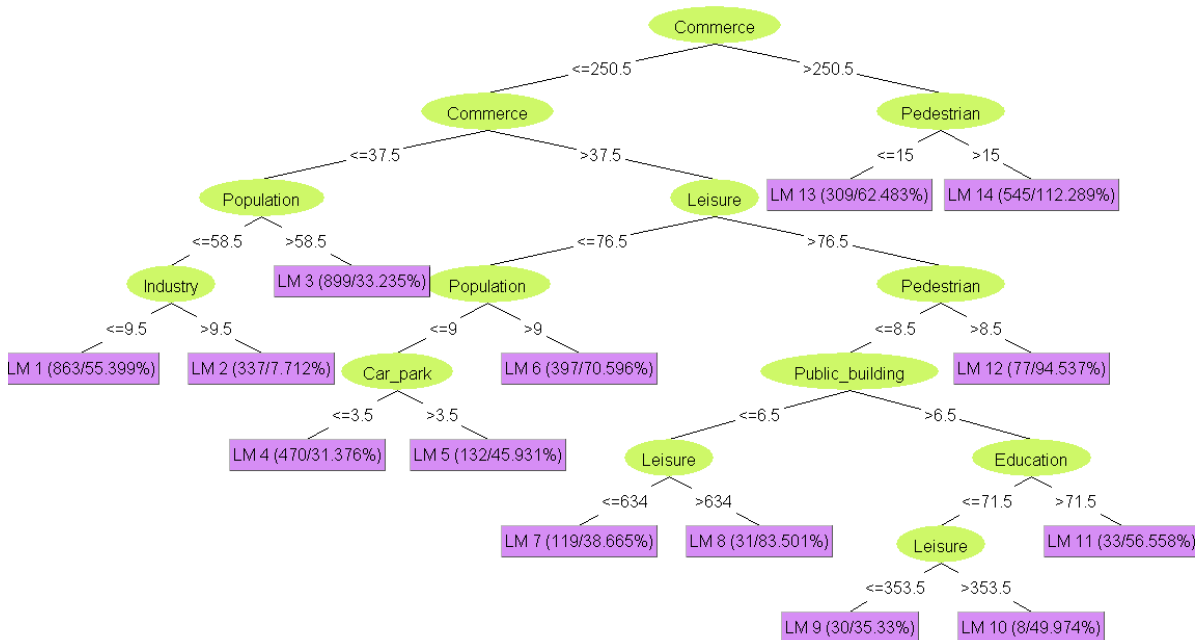 Commerce
<=250.5 >250.5
Commerce Pedestrian
<=37.5 >37.5 <=15 >15
Population Leisure LM 13 (309/62.483%) LM 14 (545/112.289%)
<=58.5 >58.5 <=76.5 >76.5
Industry LM 3 (899/33.235%) Population Pedestrian
<=9.5 >9.5 <=9 >9 <=8.5 >8.5
LM 1 (863/55.399%) LM 2 (337/7.712%) Car_park LM 6 (397/70.596%) Public_building LM 12 (77/94.537%)
<=3.5 >3.5 <=6.5 >6.5
LM 4 (470/31.376%) LM 5 (132/45.931%) Leisure Education
<=634 >634 <=71.5 >71.5
LM 7 (119/38.665%) LM 8 (31/83.501%) Leisure LM 11 (33/56.558%)
<=353.5 >353.5
LM 9 (30/35.33%) LM 10 (8/49.974%)